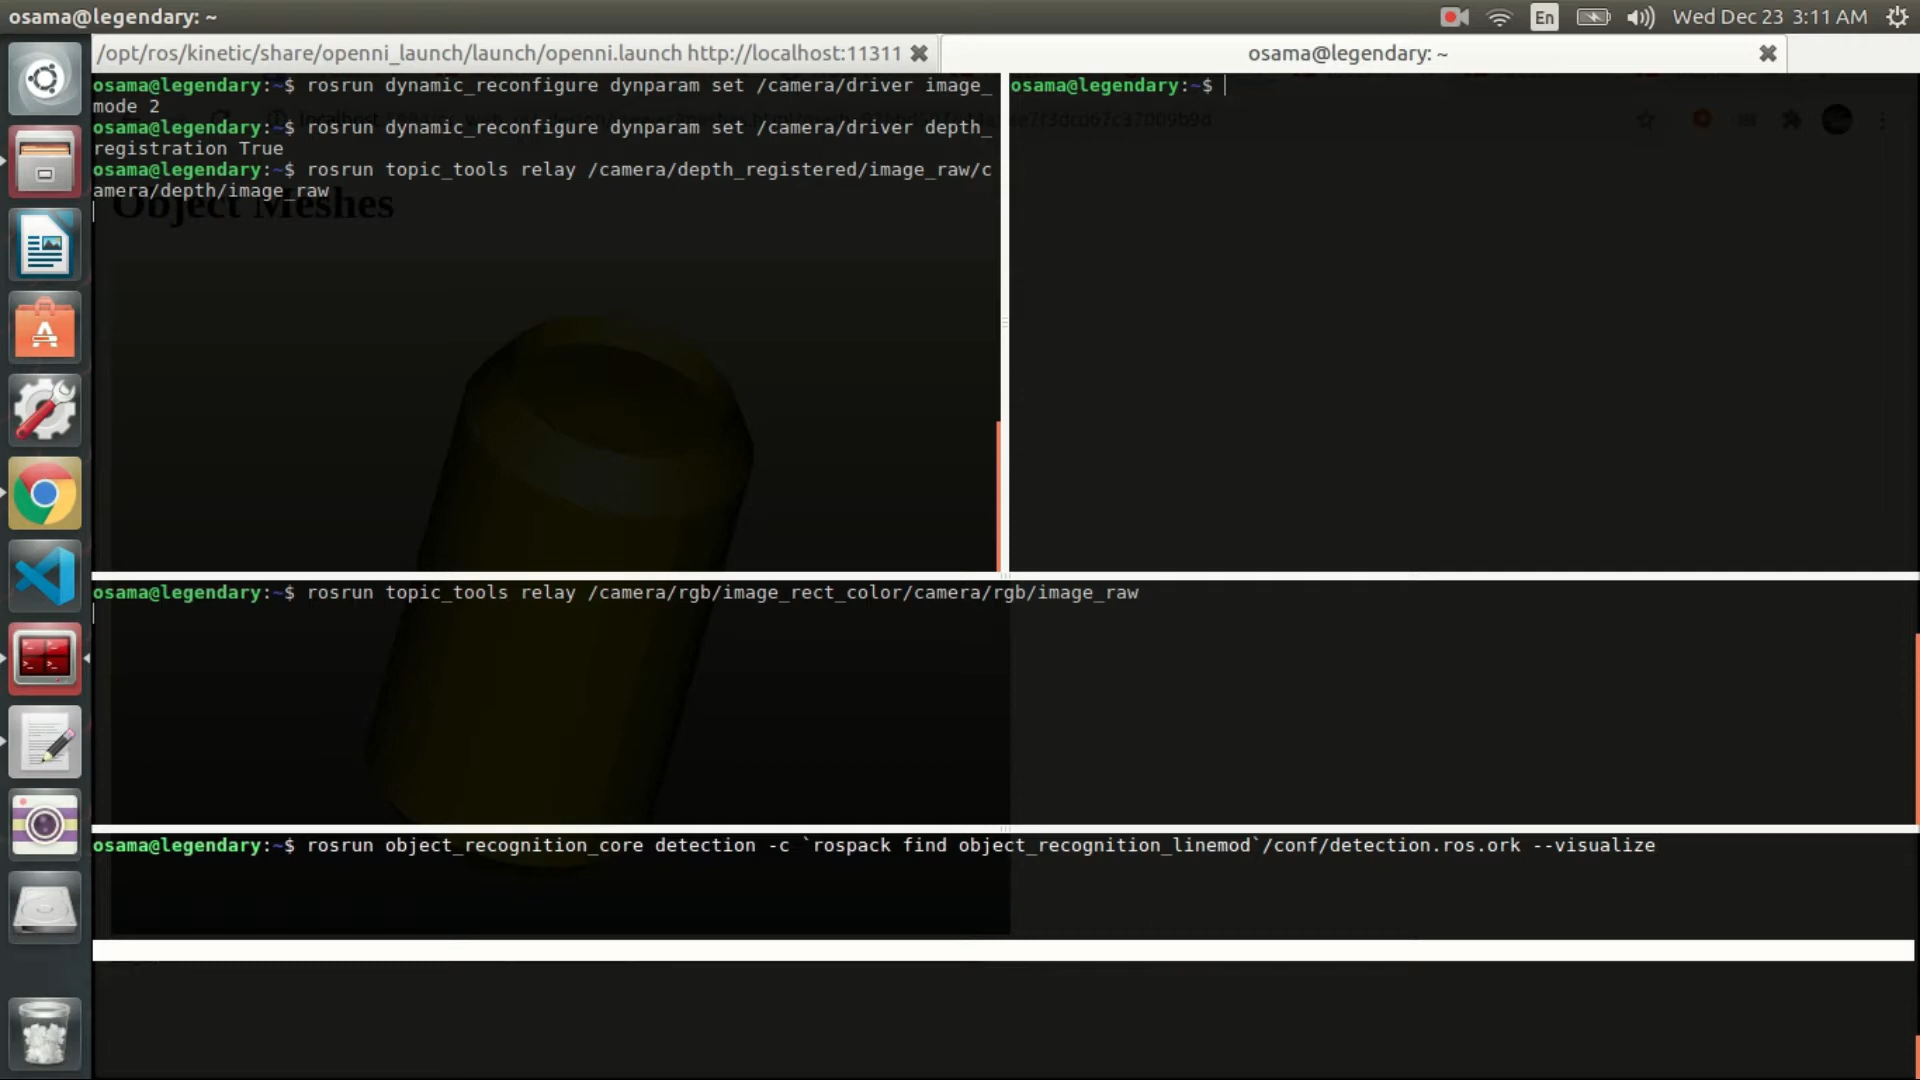 osama@legendary: ~
En
Wed Dec 23 3:11 AM
/opt/ros/kinetic/share/openni_launch/launch/openni.launch http://localhost:11311
osama@legendary: ~
osama@legendary:~$ rosrun dynamic_reconfigure dynparam set /camera/driver image_
mode 2
osama@legendary:~$ rosrun dynamic_reconfigure dynparam set /camera/driver depth_
registration True
osama@legendary:~$ rosrun topic_tools relay /camera/depth_registered/image_raw/c
amera/depth/image_raw
Object Meshes
osama@legendary:~$
osama@legendary:~$ rosrun topic_tools relay /camera/rgb/image_rect_color/camera/rgb/image_raw
osama@legendary:~$ rosrun object_recognition_core detection -c `rospack find object_recognition_linemod`/conf/detection.ros.ork --visualize